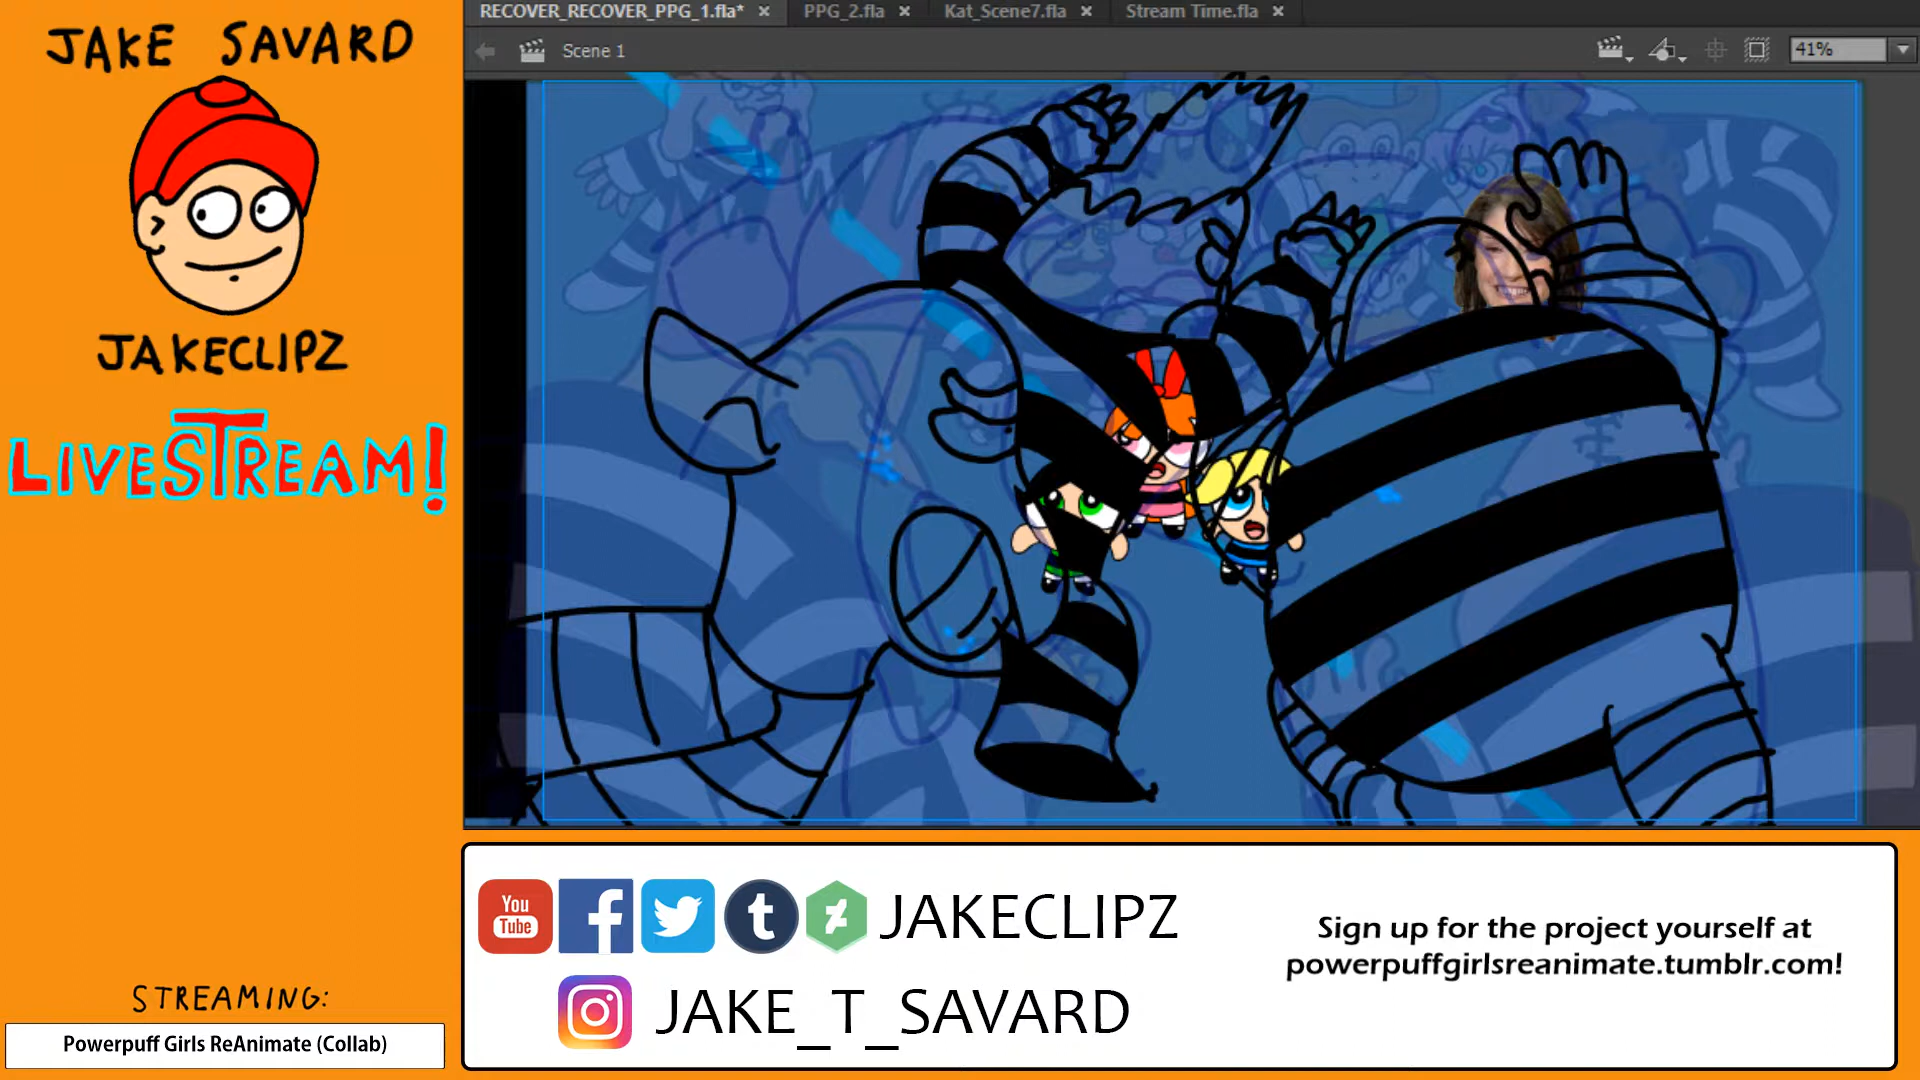 JAKE SAVARD
JAKECLIPZ
LIVESTREAM!
STREAMING:
Powerpuff Girls ReAnimate (Collab)
RECOVER_RECOVER_PPG_1.fla*
PPG_2.fla
Kat_Scene7.fla
Stream Time.fla
Scene 1
41%
You
Tube
JAKECLIPZ
JAKE_T_SAVARD
Sign up for the project yourself at
powerpuffgirlsreanimate.tumblr.com!